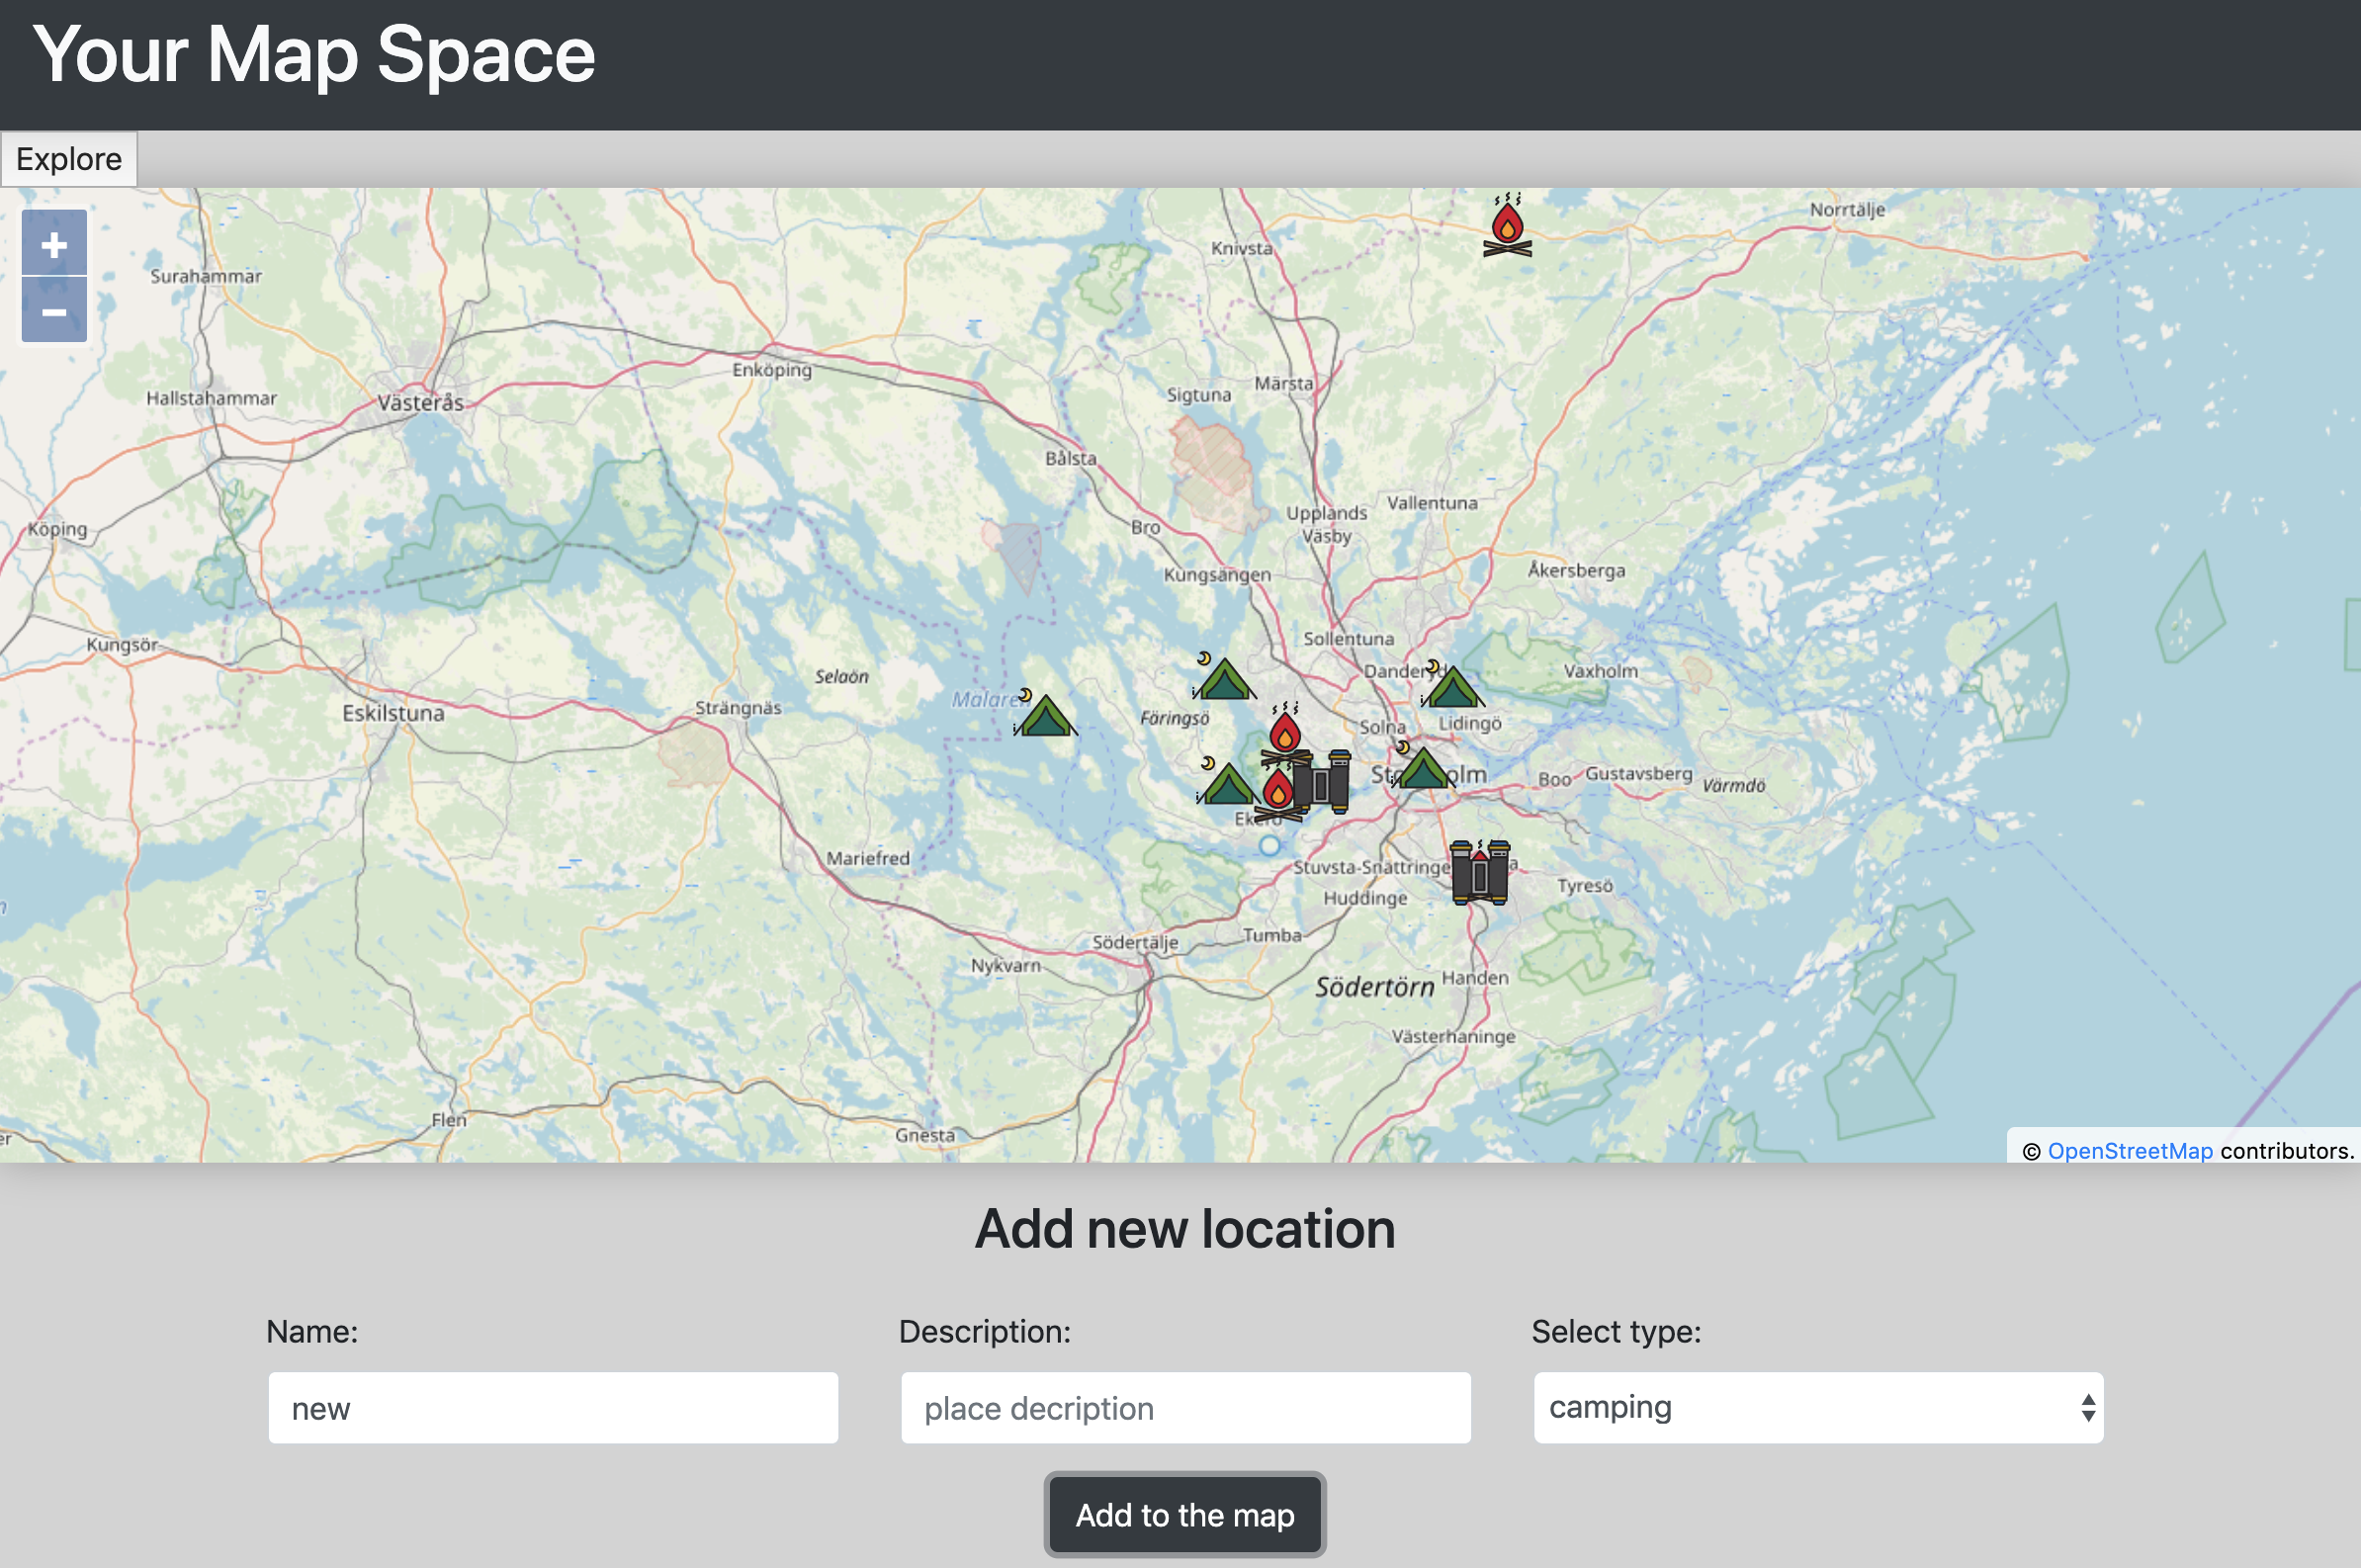 Your Map Space
Explore
+
−
Norrtälje
Knivsta
Surahammar
Enköping
Märsta
Sigtuna
Hallstahammar
Västerås
Bålsta
Vallentuna
Upplands
Väsby
Köping
Bro
Kungsängen
Åkersberga
Sollentuna
Kungsör
Danderyd
Vaxholm
Selaön
Mälaren
Strängnäs
Eskilstuna
Färingsö
Solna
Lidingö
Stockholm
Boo
Gustavsberg
Värmdö
Ekerö
Mariefred
Stuvsta-Snättringe
Huddinge
Tyresö
Södertälje
Tumba
Nykvarn
Södertörn
Handen
Västerhaninge
Flen
Gnesta
© OpenStreetMap contributors.
Add new location
Name:
Description:
Select type:
new
place decription
camping
Add to the map